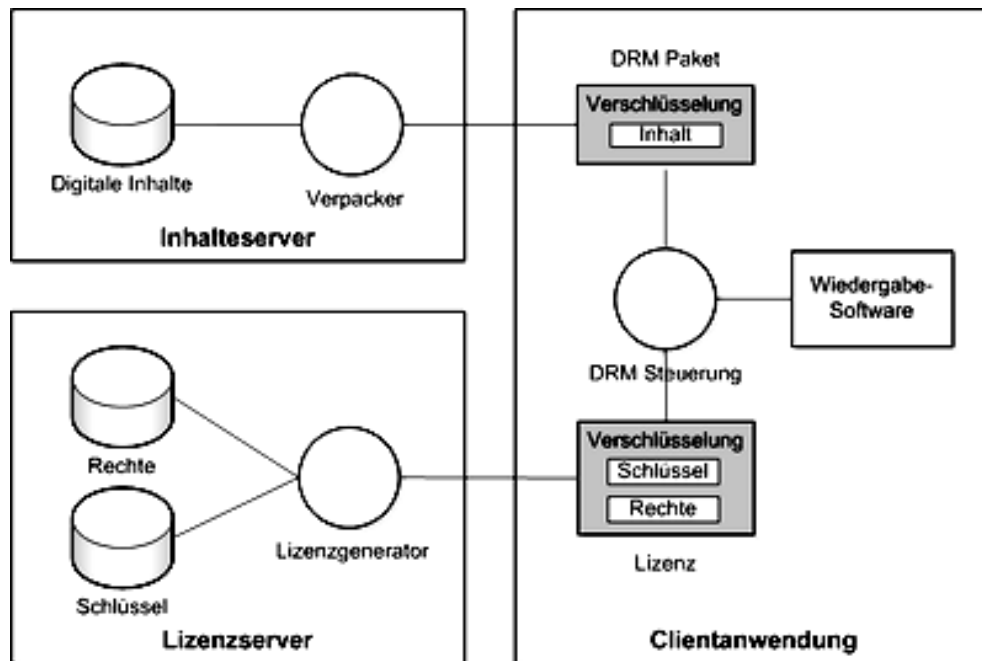 Digitale Inhalte
Verpacker
Inhalteserver
Rechte
Schlüssel
Lizenzgenerator
Lizenzserver
DRM Paket
Verschlüsselung
Inhalt
DRM Steuerung
Wiedergabe-
Software
Verschlüsselung
Schlüssel
Rechte
Lizenz
Clientanwendung